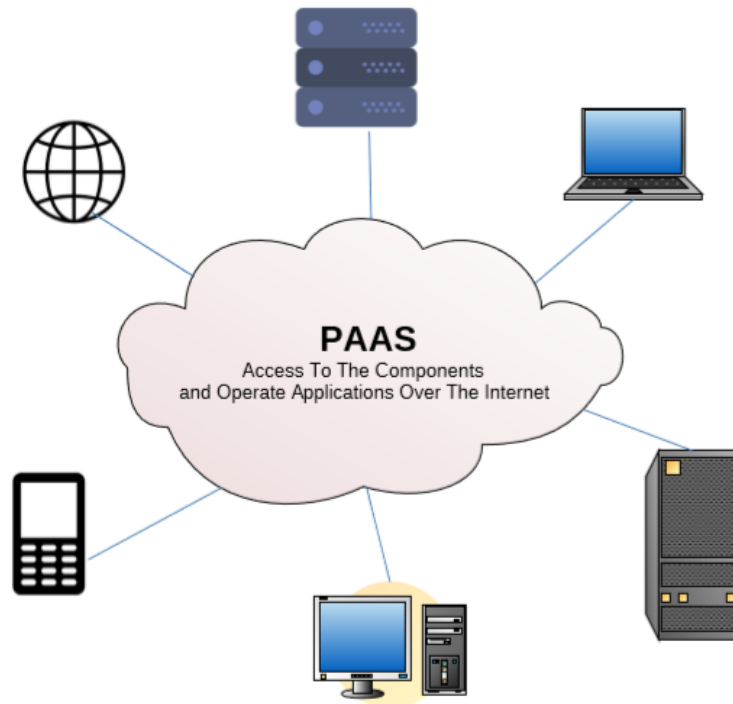 PAAS
Access To The Components
and Operate Applications Over The Internet